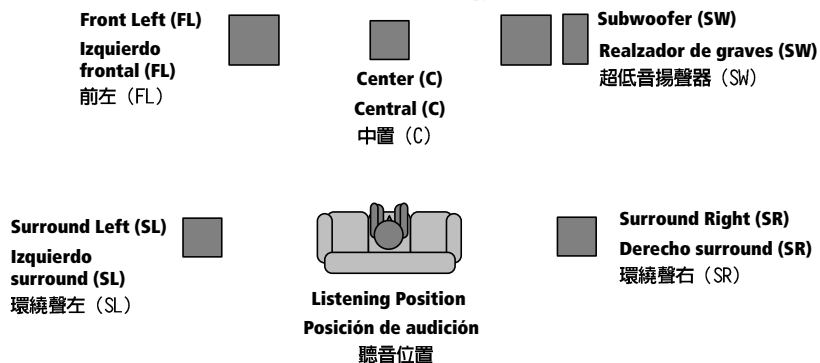 Front Left (FL)
Izquierdo
frontal (FL)
前左（FL）
Center (C)
Central (C)
中置（C）
Subwoofer (SW)
Realzador de graves (SW)
超低音揚聲器（SW）
Surround Left (SL)
Izquierdo
surround (SL)
環繞聲左（SL）
Listening Position
Posición de audición
聽音位置
Surround Right (SR)
Derecho surround (SR)
環繞聲右（SR）